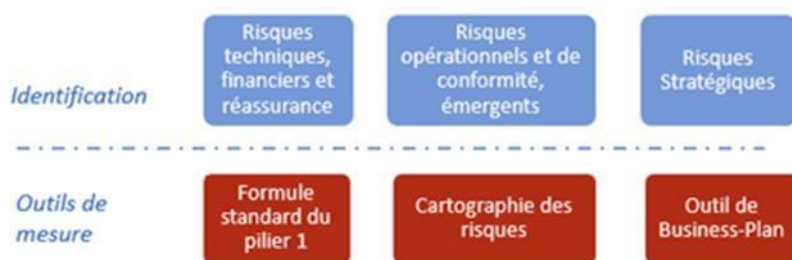 Identification
Risques
techniques,
financiers et
réassurance
Risques
opérationnels et de
conformité,
émergents
Risques
Stratégiques
Outils de
mesure
Formule
standard du
pilier 1
Cartographie des
risques
Outil de
Business-Plan